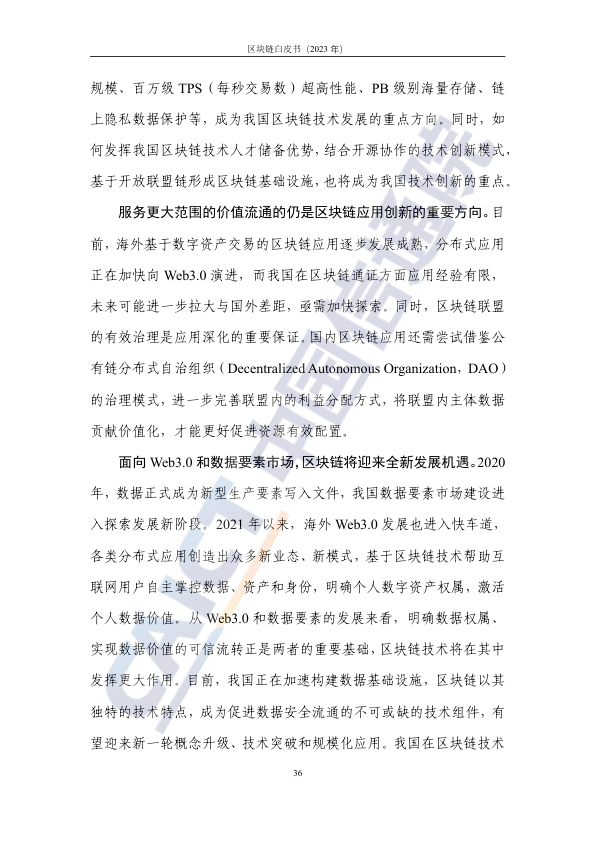 区块链白皮书（2023 年）
规模、百万级 TPS（每秒交易数）超高性能、PB 级别海量存储、链
上隐私数据保护等，成为我国区块链技术发展的重点方向。同时，如
何发挥我国区块链技术人才储备优势，结合开源协作的技术创新模式，
基于开放联盟链形成区块链基础设施，也将成为我国技术创新的重点。
服务更大范围的价值流通的仍是区块链应用创新的重要方向。目
前，海外基于数字资产交易的区块链应用逐步发展成熟，分布式应用
正在加快向 Web3.0 演进，而我国在区块链通证方面应用经验有限，
未来可能进一步拉大与国外差距，亟需加快探索。同时，区块链联盟
的有效治理是应用深化的重要保证。国内区块链应用还需尝试借鉴公
有链分布式自治组织（Decentralized Autonomous Organization，DAO）
的治理模式，进一步完善联盟内的利益分配方式，将联盟内主体数据
贡献价值化，才能更好促进资源有效配置。
面向 Web3.0 和数据要素市场，区块链将迎来全新发展机遇。2020
年，数据正式成为新型生产要素写入文件，我国数据要素市场建设进
入探索发展新阶段。2021 年以来，海外 Web3.0 发展也进入快车道，
各类分布式应用创造出众多新业态、新模式，基于区块链技术帮助互
联网用户自主掌控数据、资产和身份，明确个人数字资产权属，激活
个人数据价值。从 Web3.0 和数据要素的发展来看，明确数据权属、
实现数据价值的可信流转正是两者的重要基础，区块链技术将在其中
发挥更大作用。目前，我国正在加速构建数据基础设施，区块链以其
独特的技术特点，成为促进数据安全流通的不可或缺的技术组件，有
望迎来新一轮概念升级、技术突破和规模化应用。我国在区块链技术
36
CAICT 中国信通院